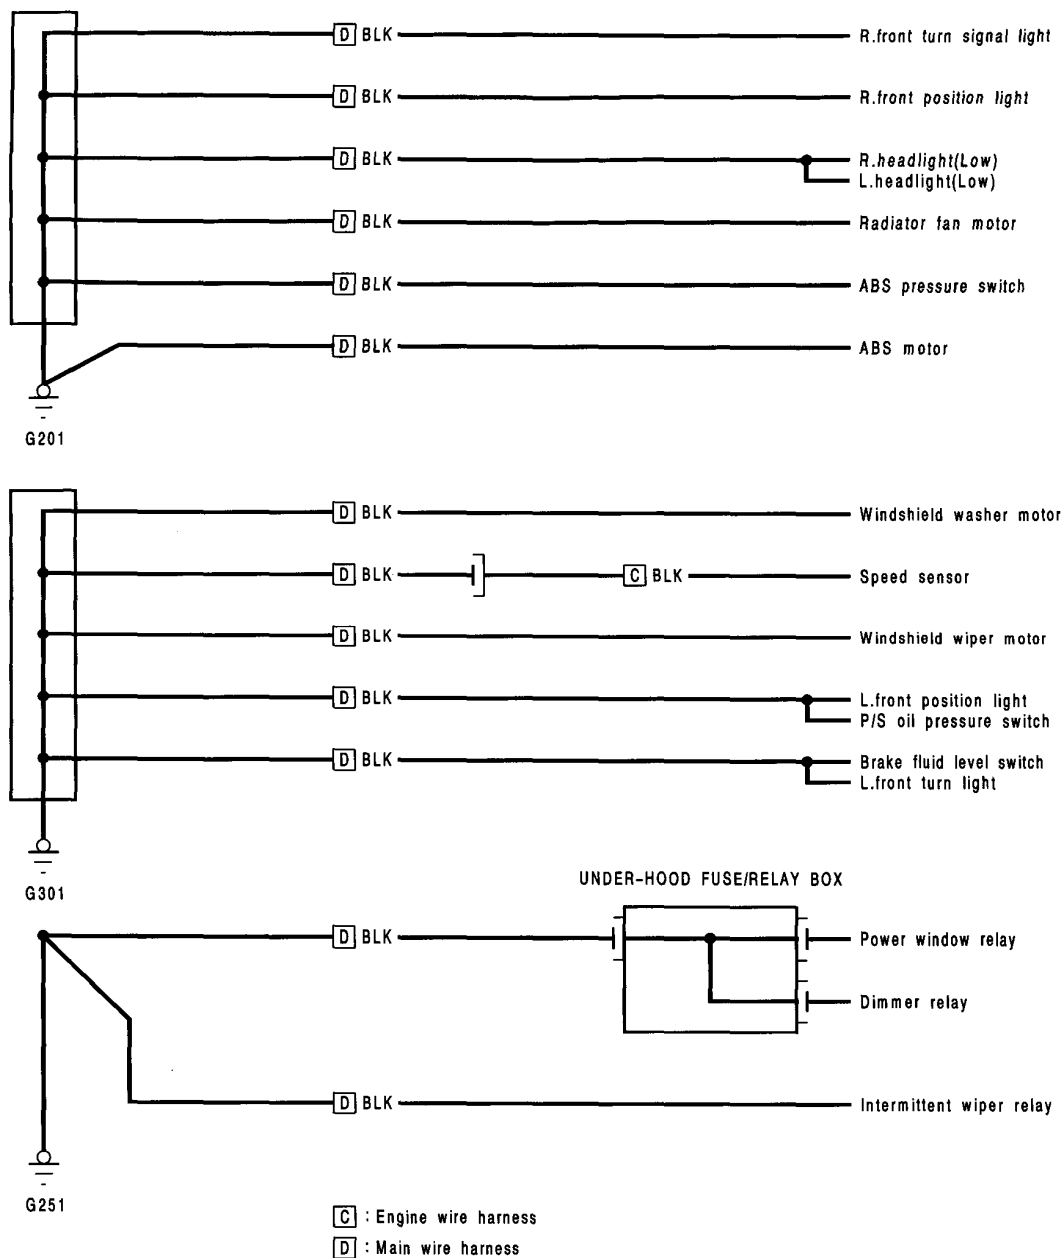 D BLK R.front turn signal light
D BLK R.front position light
D BLK R.headlight(Low)
L.headlight(Low)
D BLK Radiator fan motor
D BLK ABS pressure switch
D BLK ABS motor
G201
D BLK Windshield washer motor
D BLK C BLK Speed sensor
D BLK Windshield wiper motor
D BLK L.front position light
P/S oil pressure switch
D BLK Brake fluid level switch
L.front turn light
G301
UNDER-HOOD FUSE/RELAY BOX
D BLK Power window relay
Dimmer relay
D BLK Intermittent wiper relay
G251
C : Engine wire harness
D : Main wire harness